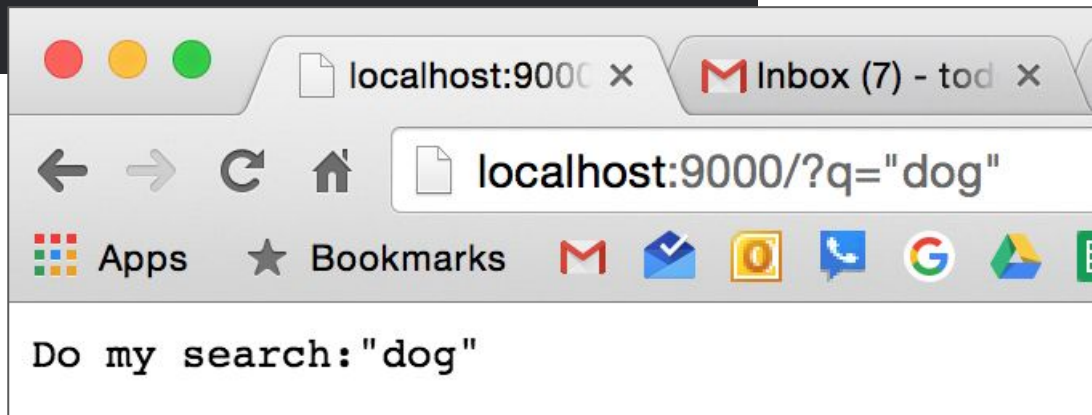 localhost:9000 × Inbox (7) - tod ×
localhost:9000/?q="dog"
Apps Bookmarks
Do my search:"dog"